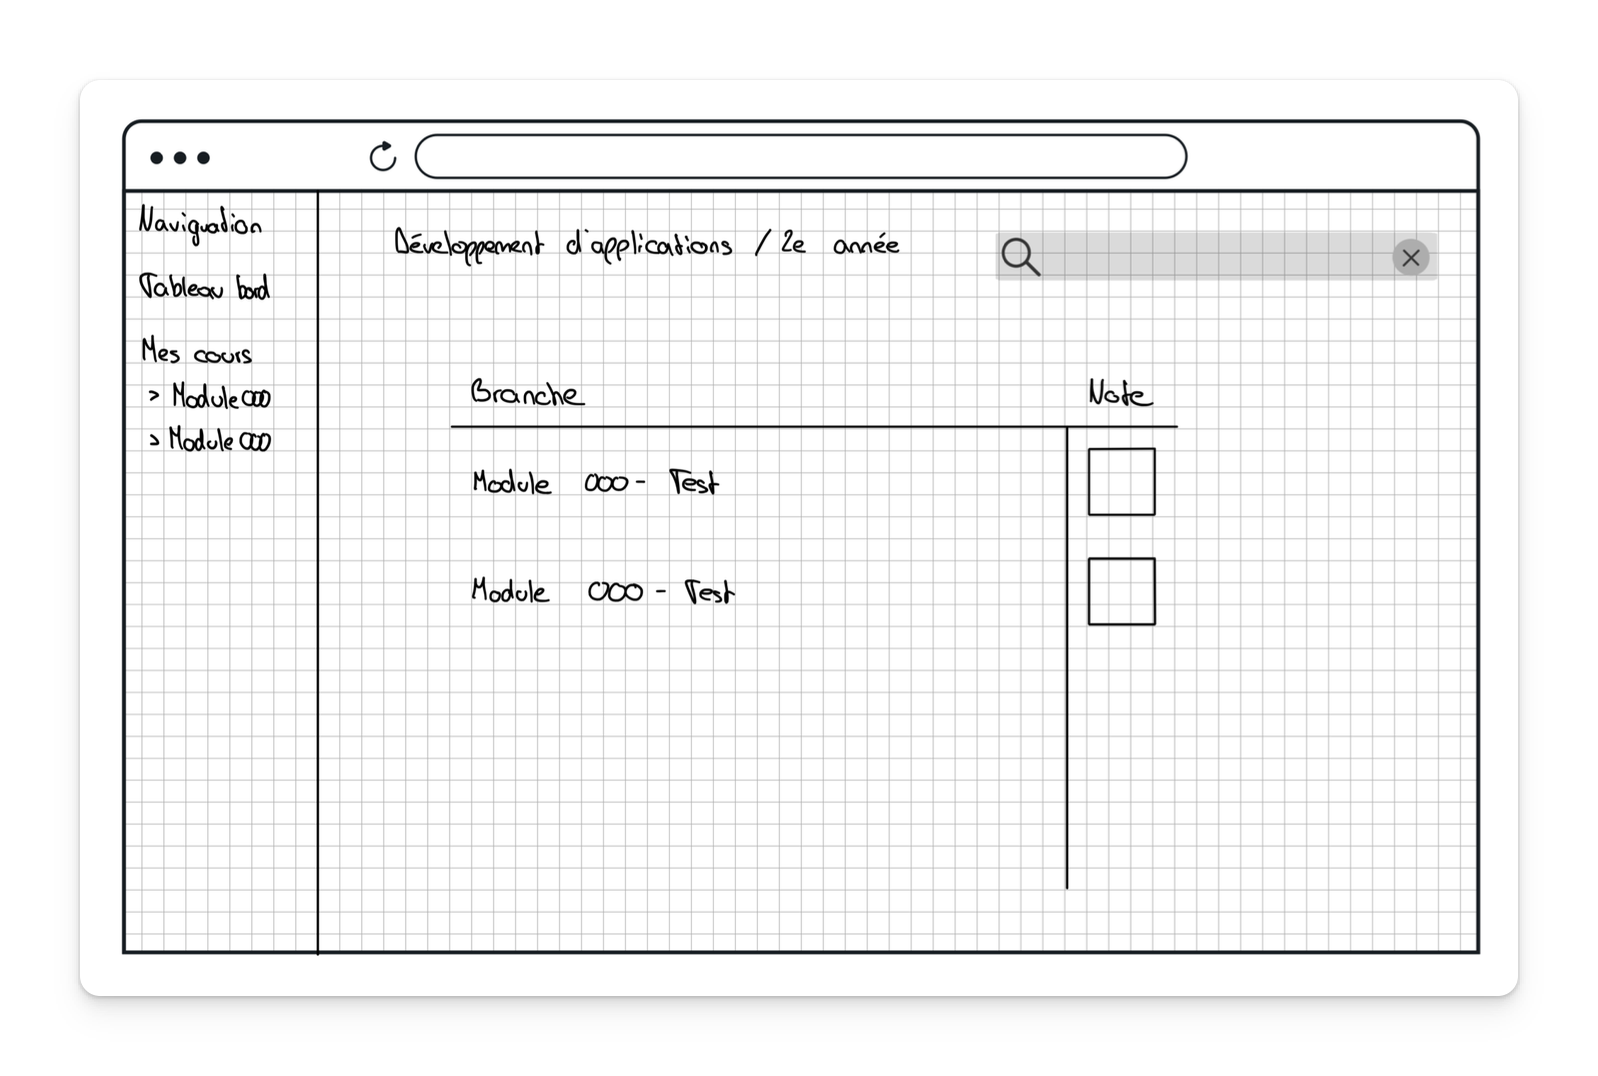 Naviguation
Tableau bord
Mes cours
> Module 000
> Module 000
Développement d'applications / 2e année
Branche Note
Module 000 - Test
Module 000 - Test